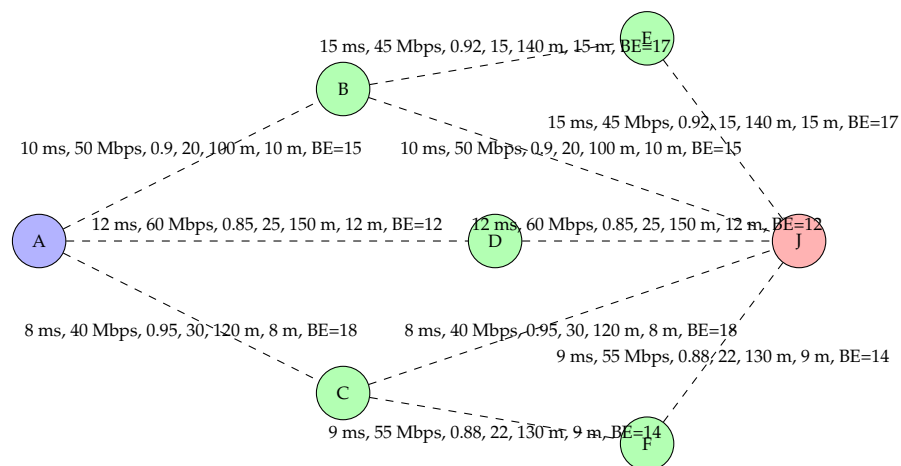 E
15 ms, 45 Mbps, 0.92, 15, 140 m, 15 m, BE=17
B
15 ms, 45 Mbps, 0.92, 15, 140 m, 15 m, BE=17
10 ms, 50 Mbps, 0.9, 20, 100 m, 10 m, BE=15
10 ms, 50 Mbps, 0.9, 20, 100 m, 10 m, BE=15
12 ms, 60 Mbps, 0.85, 25, 150 m, 12 m, BE=12
12 ms, 60 Mbps, 0.85, 25, 150 m, 12 m, BE=12
A
D
J
8 ms, 40 Mbps, 0.95, 30, 120 m, 8 m, BE=18
8 ms, 40 Mbps, 0.95, 30, 120 m, 8 m, BE=18
9 ms, 55 Mbps, 0.88, 22, 130 m, 9 m, BE=14
C
9 ms, 55 Mbps, 0.88, 22, 130 m, 9 m, BE=14
F